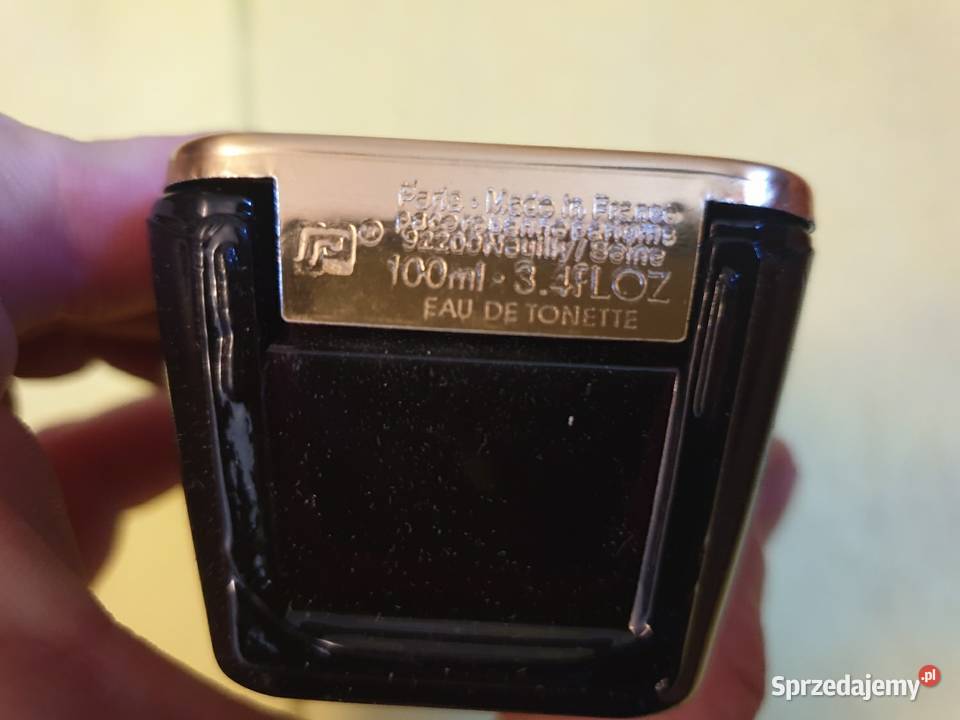 Paris · Made in France
92200 Neuilly/Seine
100ml · 3.4fLOZ
EAU DE TONETTE
Sprzedajemy.pl